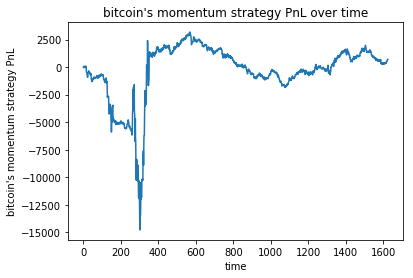 bitcoin's momentum strategy PnL over time
bitcoin's momentum strategy PnL
2500
0
−2500
−5000
−7500
−10000
−12500
−15000
0 200 400 600 800 1000 1200 1400 1600
time